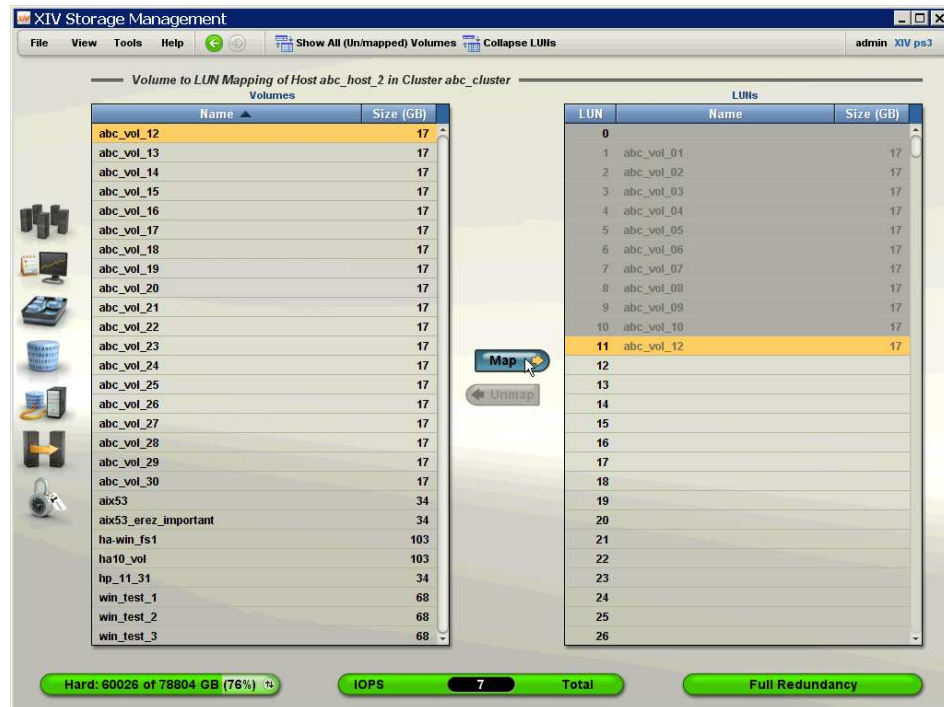 XIV Storage Management
File View Tools Help Show All (Un/mapped) Volumes Collapse LUNs admin XIV ps3
Volume to LUN Mapping of Host abc_host_2 in Cluster abc_cluster
Volumes
Name Size (GB)
abc_vol_12 17
abc_vol_13 17
abc_vol_14 17
abc_vol_15 17
abc_vol_16 17
abc_vol_17 17
abc_vol_18 17
abc_vol_19 17
abc_vol_20 17
abc_vol_21 17
abc_vol_22 17
abc_vol_23 17
abc_vol_24 17
abc_vol_25 17
abc_vol_26 17
abc_vol_27 17
abc_vol_28 17
abc_vol_29 17
abc_vol_30 17
aix53 34
aix53_erez_important 34
ha-win_fs1 103
ha10_vol 103
hp_11_31 34
win_test_1 68
win_test_2 68
win_test_3 68
Map
Unmap
LUNs
LUN Name Size (GB)
0
1 abc_vol_01 17
2 abc_vol_02 17
3 abc_vol_03 17
4 abc_vol_04 17
5 abc_vol_05 17
6 abc_vol_06 17
7 abc_vol_07 17
8 abc_vol_08 17
9 abc_vol_09 17
10 abc_vol_10 17
11 abc_vol_12 17
12
13
14
15
16
17
18
19
20
21
22
23
24
25
26
Hard: 60026 of 78804 GB (76%) IOPS 7 Total Full Redundancy